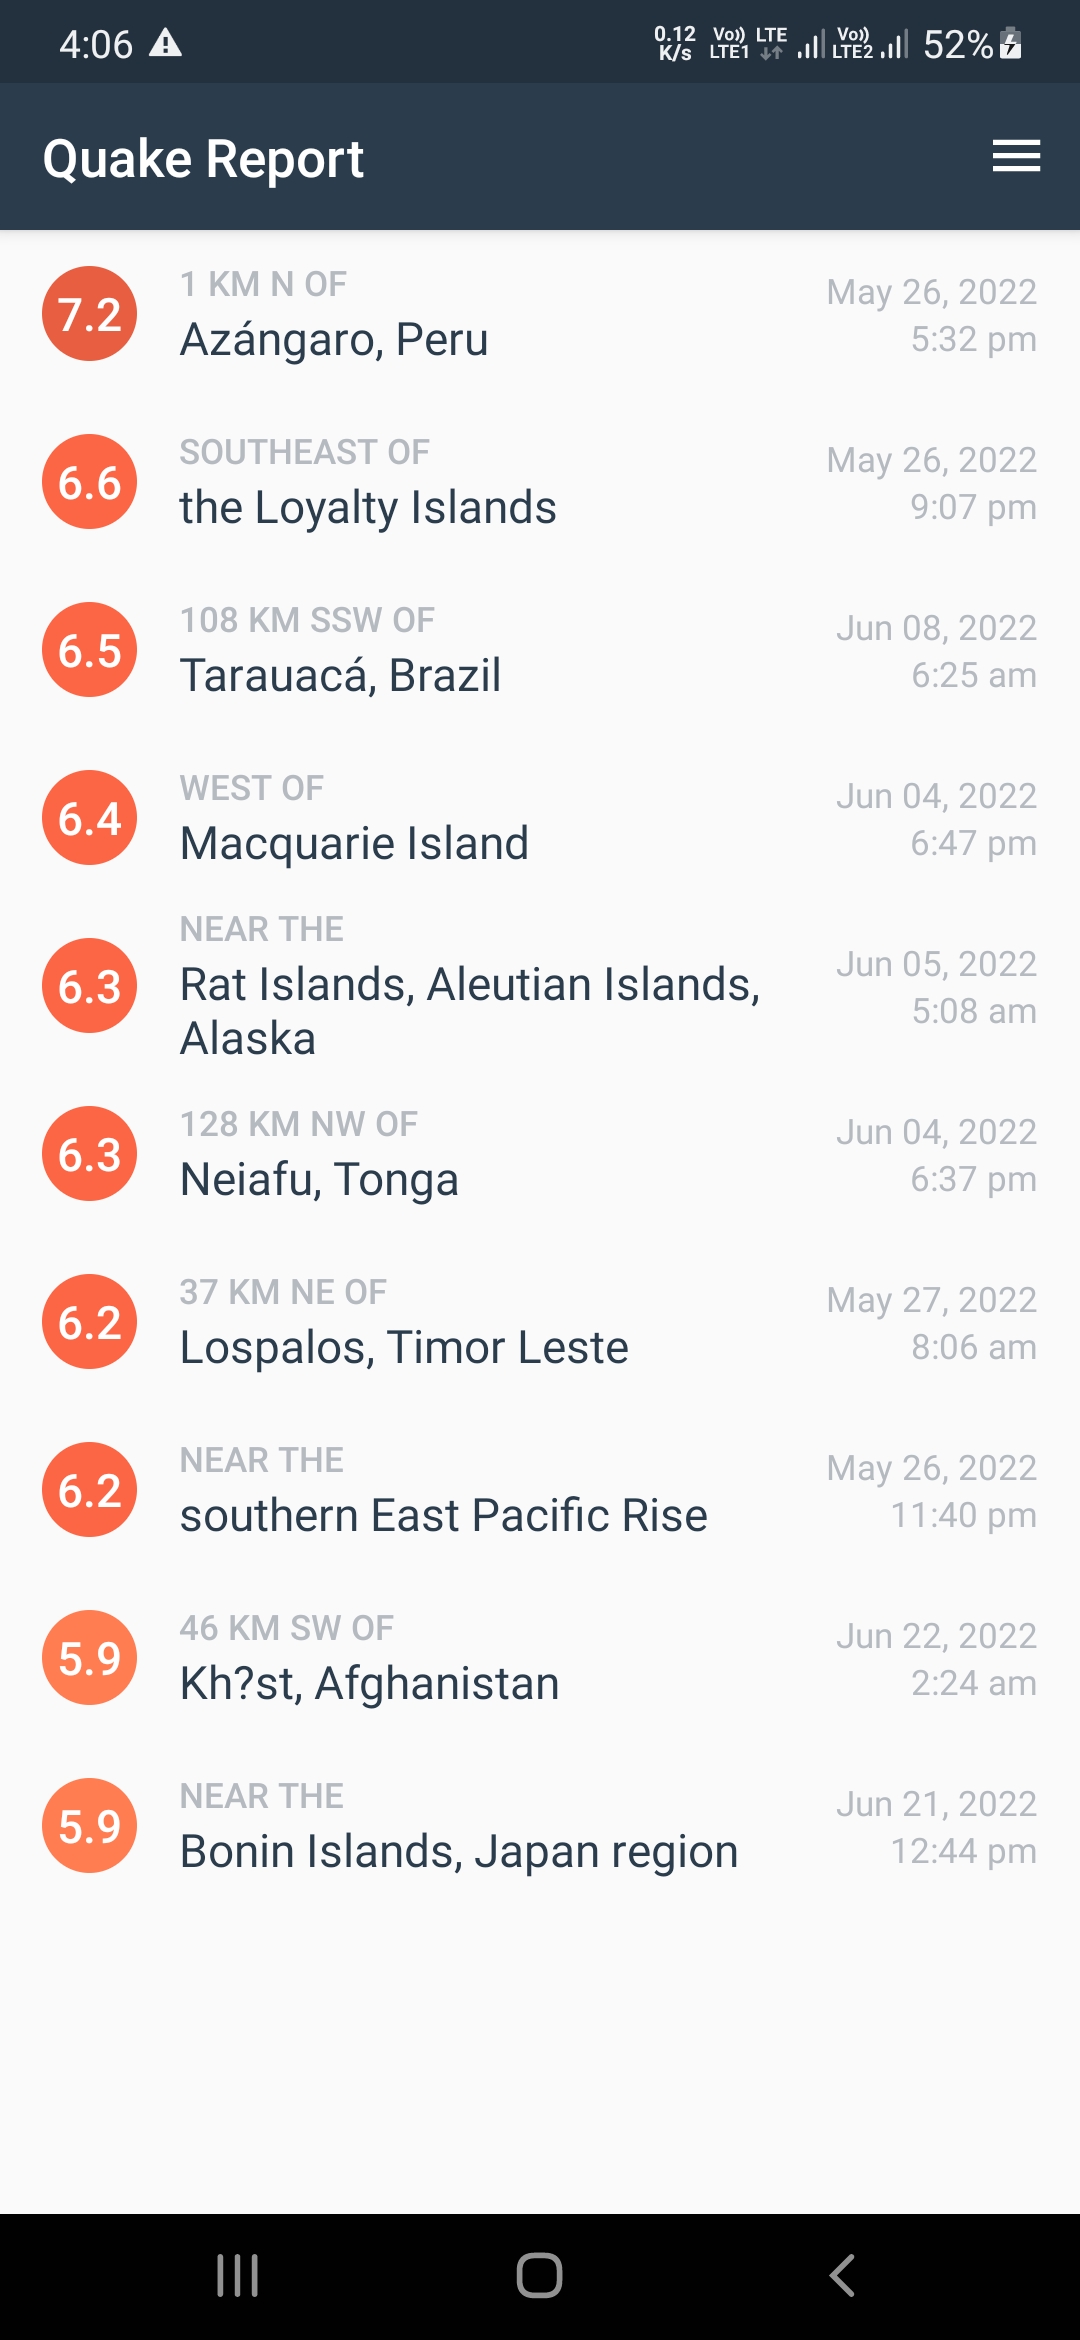 4:06
0.12 K/s Vo)) LTE1 LTE Vo)) LTE2 52%
Quake Report
7.2
1 KM N OF
Azángaro, Peru
May 26, 2022
5:32 pm
6.6
SOUTHEAST OF
the Loyalty Islands
May 26, 2022
9:07 pm
6.5
108 KM SSW OF
Tarauacá, Brazil
Jun 08, 2022
6:25 am
6.4
WEST OF
Macquarie Island
Jun 04, 2022
6:47 pm
6.3
NEAR THE
Rat Islands, Aleutian Islands,
Alaska
Jun 05, 2022
5:08 am
6.3
128 KM NW OF
Neiafu, Tonga
Jun 04, 2022
6:37 pm
6.2
37 KM NE OF
Lospalos, Timor Leste
May 27, 2022
8:06 am
6.2
NEAR THE
southern East Pacific Rise
May 26, 2022
11:40 pm
5.9
46 KM SW OF
Kh?st, Afghanistan
Jun 22, 2022
2:24 am
5.9
NEAR THE
Bonin Islands, Japan region
Jun 21, 2022
12:44 pm